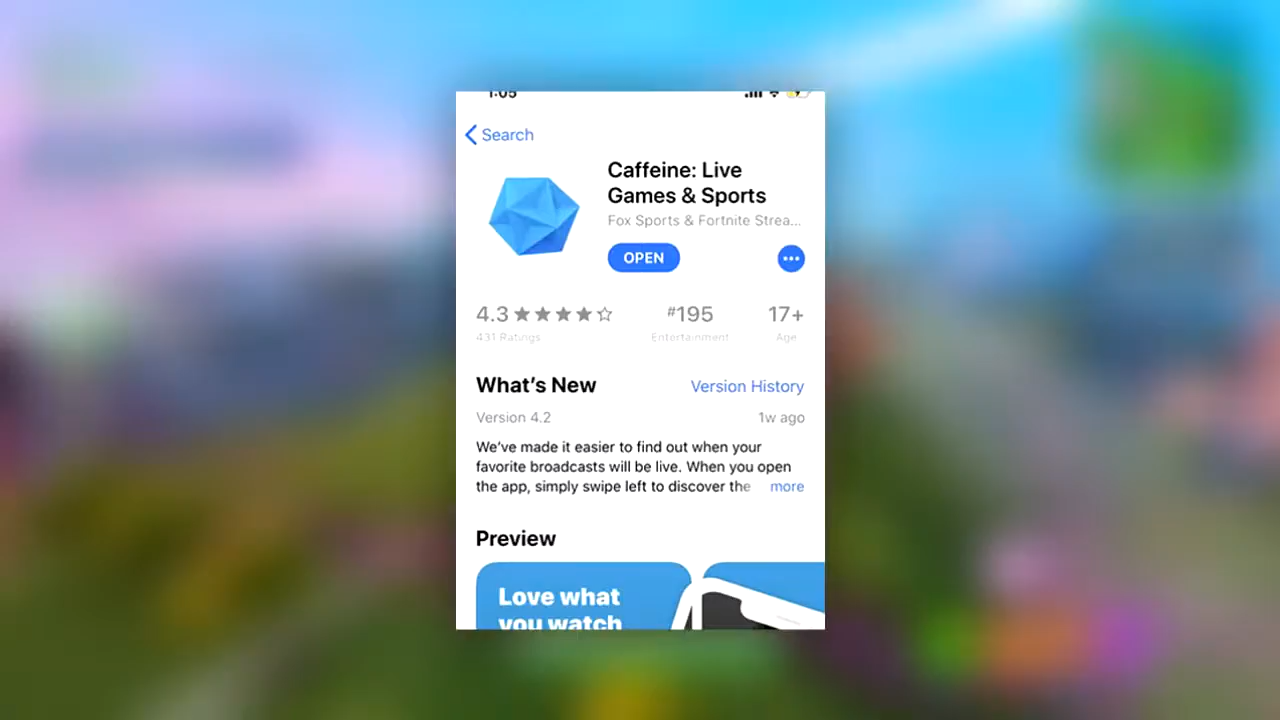 1:05
Search
Caffeine: Live
Games & Sports
Fox Sports & Fortnite Strea...
OPEN
4.3
#195
17+
431 Ratings
Entertainment
Age
What's New
Version History
Version 4.2
1w ago
We've made it easier to find out when your
favorite broadcasts will be live. When you open
the app, simply swipe left to discover the more
Preview
Love what
you watch